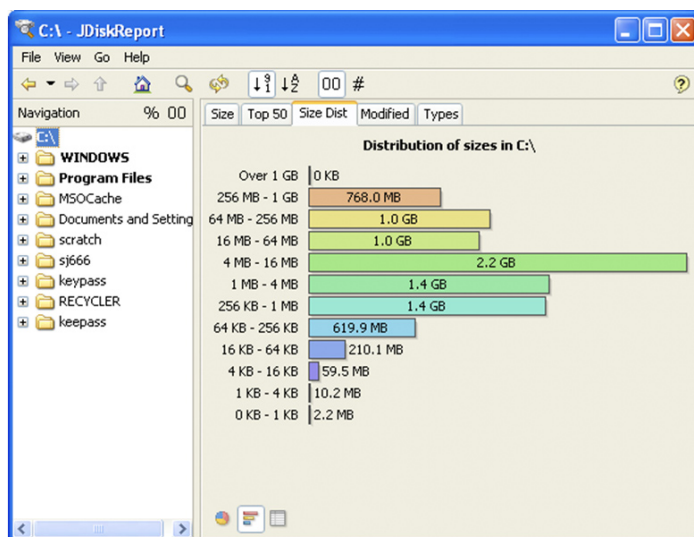 C:\ - JDiskReport
File View Go Help
Navigation % 00
C:\
WINDOWS
Program Files
MSOCache
Documents and Setting
scratch
sj666
keypass
RECYCLER
keepass
Size Top 50 Size Dist Modified Types
Distribution of sizes in C:\
Over 1 GB 0 KB
256 MB - 1 GB 768.0 MB
64 MB - 256 MB 1.0 GB
16 MB - 64 MB 1.0 GB
4 MB - 16 MB 2.2 GB
1 MB - 4 MB 1.4 GB
256 KB - 1 MB 1.4 GB
64 KB - 256 KB 619.9 MB
16 KB - 64 KB 210.1 MB
4 KB - 16 KB 59.5 MB
1 KB - 4 KB 10.2 MB
0 KB - 1 KB 2.2 MB